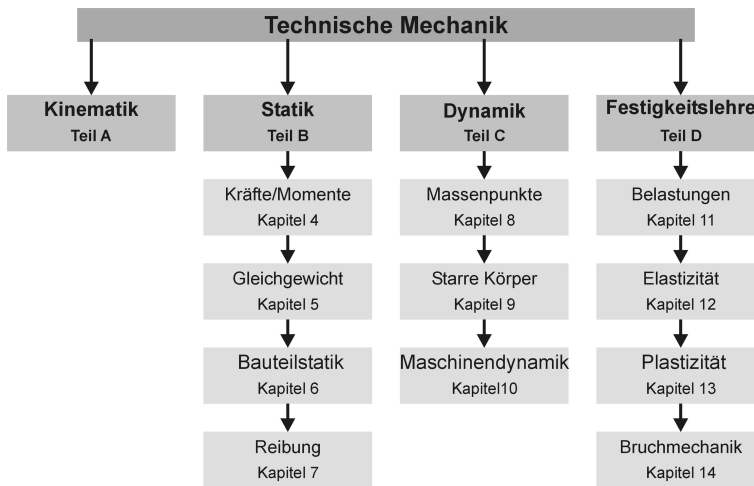 Technische Mechanik
Kinematik
Teil A
Statik
Teil B
Kräfte/Momente
Kapitel 4
Gleichgewicht
Kapitel 5
Bauteilstatik
Kapitel 6
Reibung
Kapitel 7
Dynamik
Teil C
Massenpunkte
Kapitel 8
Starre Körper
Kapitel 9
Maschinendynamik
Kapitel10
Festigkeitslehre
Teil D
Belastungen
Kapitel 11
Elastizität
Kapitel 12
Plastizität
Kapitel 13
Bruchmechanik
Kapitel 14